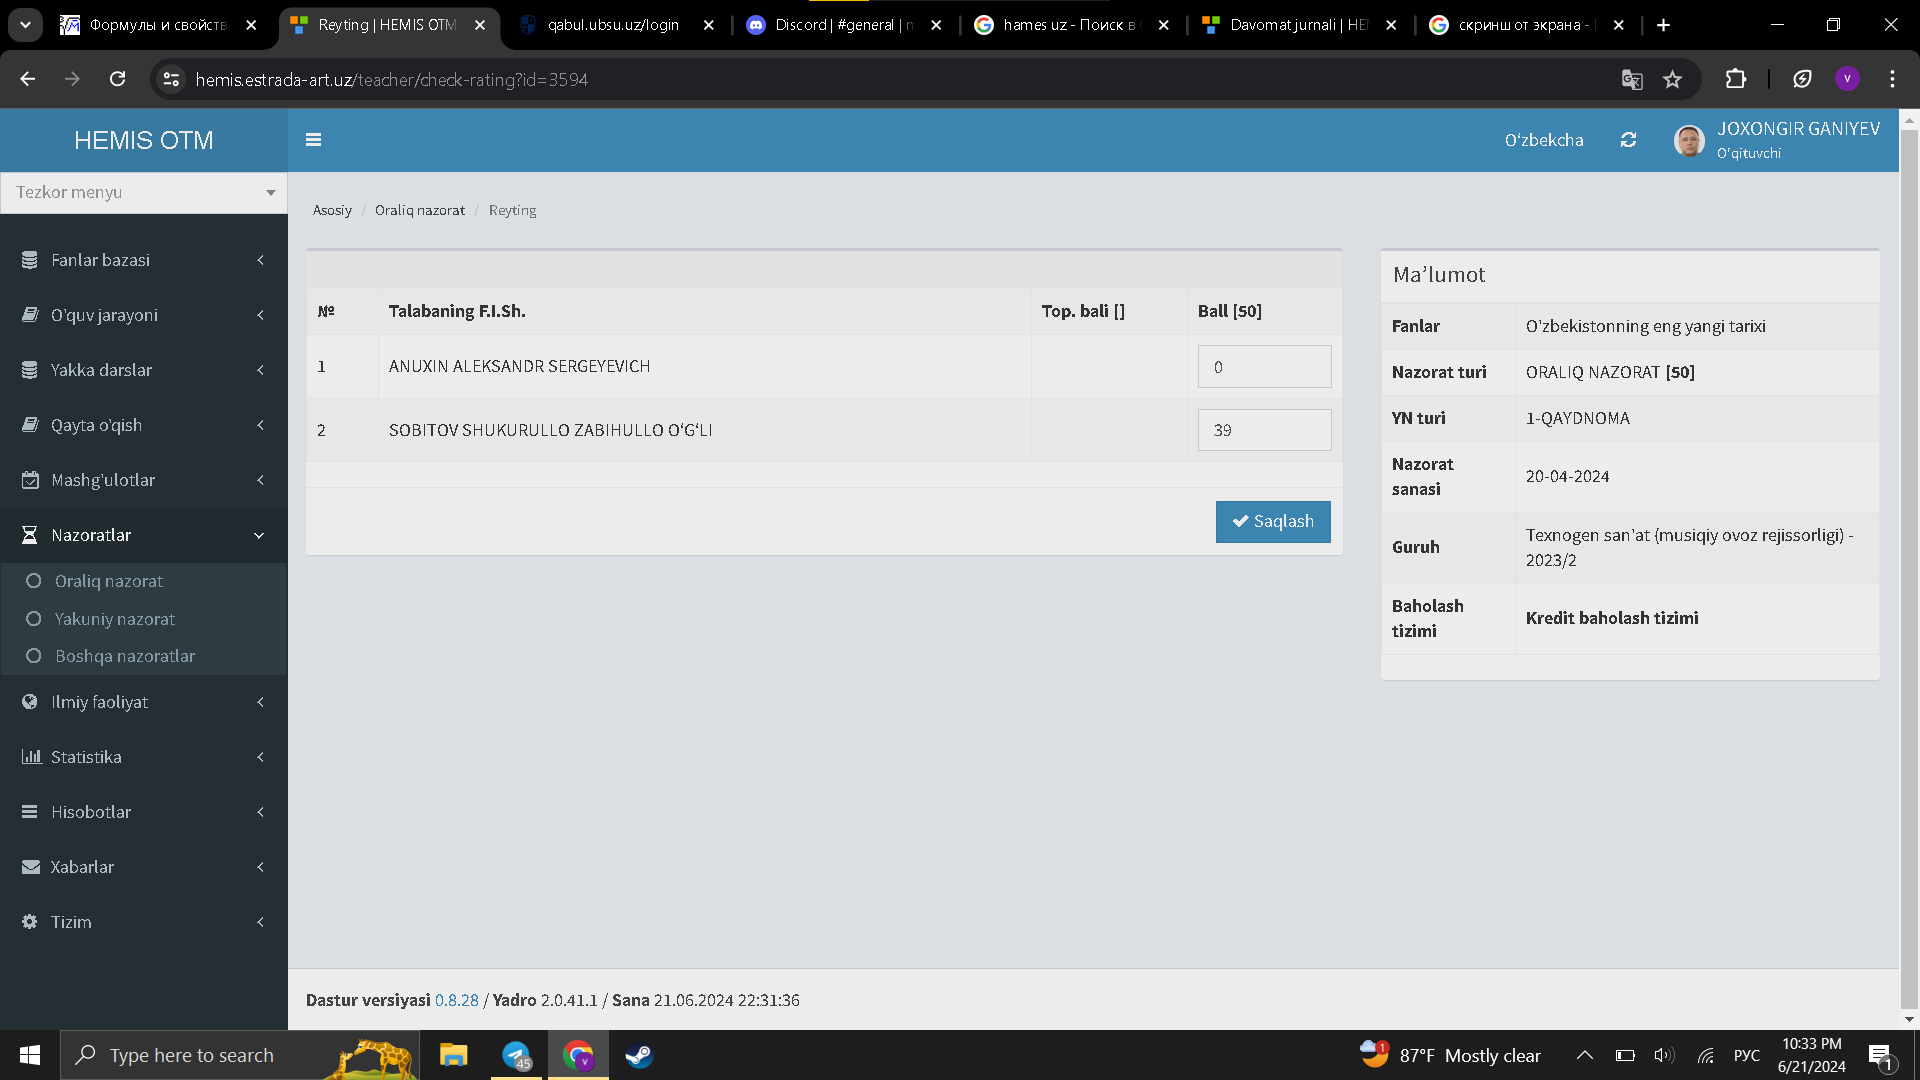 Формулы и свойств
Reyting | HEMIS OTM
qabul.ubsu.uz/login
Discord | #general |
hames uz - Поиск в
Davomat jurnali | HE
скринш от экрана -
hemis.estrada-art.uz/teacher/check-rating?id=3594
V
HEMIS OTM
O'zbekcha
JOXONGIR GANIYEV
O'qituvchi
Tezkor menyu
Asosiy / Oraliq nazorat / Reyting
Fanlar bazasi
O'quv jarayoni
Yakka darslar
Qayta o'qish
Mashg'ulotlar
Nazoratlar
Oraliq nazorat
Yakuniy nazorat
Boshqa nazoratlar
Ilmiy faoliyat
Statistika
Hisobotlar
Xabarlar
Tizim
№ Talabaning F.I.Sh. Top. bali [] Ball [50]
1 ANUXIN ALEKSANDR SERGEYEVICH 0
2 SOBITOV SHUKURULLO ZABIHULLO O‘G‘LI 39
Saqlash
Ma’lumot
Fanlar O'zbekistonning eng yangi tarixi
Nazorat turi ORALIQ NAZORAT [50]
YN turi 1-QAYDNOMA
Nazorat
sanasi 20-04-2024
Guruh Texnogen san'at (musiqiy ovoz rejissorligi) -
2023/2
Baholash
tizimi Kredit baholash tizimi
Dastur versiyasi 0.8.28 / Yadro 2.0.41.1 / Sana 21.06.2024 22:31:36
Type here to search
45
V
1
87°F Mostly clear
РУС
10:33 PM
6/21/2024
1